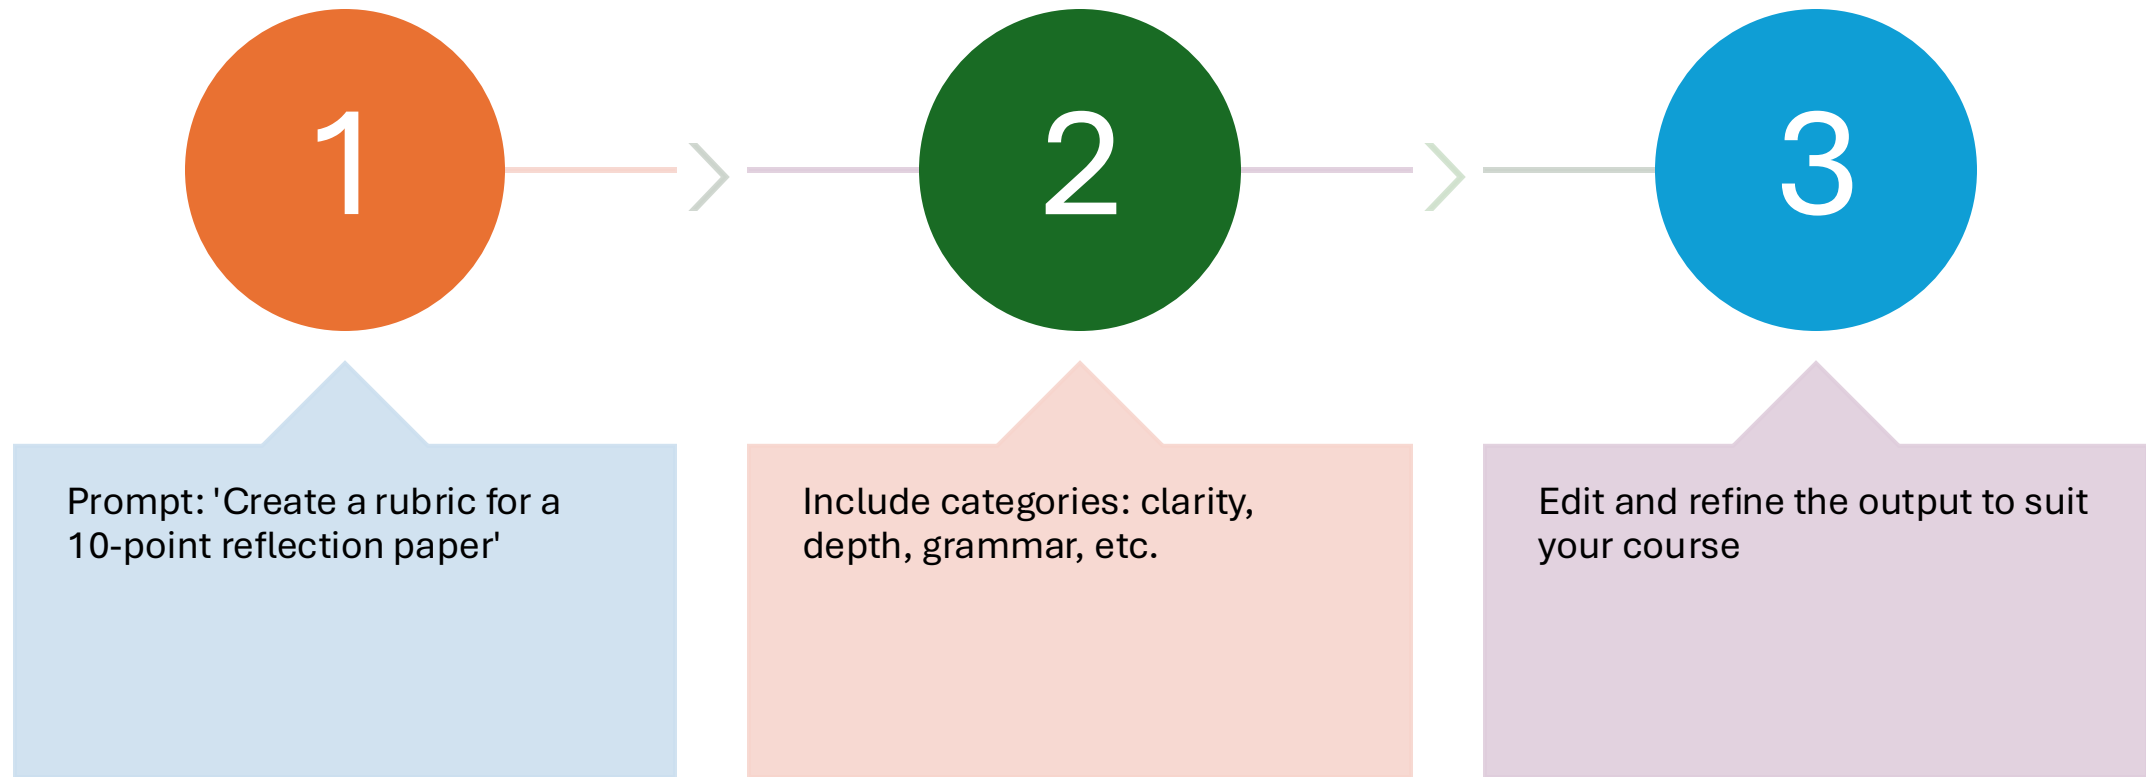 1
2
3
Prompt: 'Create a rubric for a
10-point reflection paper'
Include categories: clarity,
depth, grammar, etc.
Edit and refine the output to suit
your course